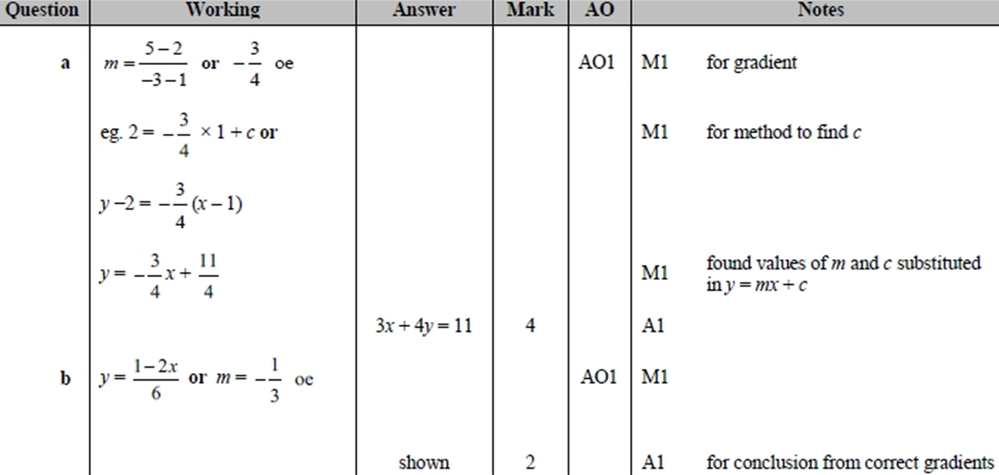 Question Working Answer Mark AO Notes
a m = \frac{5-2}{-3-1} or -\frac{3}{4} oe AO1 M1 for gradient
eg. 2 = -\frac{3}{4} × 1 + c or M1 for method to find c
y - 2 = -\frac{3}{4}(x - 1)
y = -\frac{3}{4}x + \frac{11}{4} M1 found values of m and c substituted
in y = mx + c
3x + 4y = 11 4 A1
b y = \frac{1-2x}{6} or m = -\frac{1}{3} oe AO1 M1
shown 2 A1 for conclusion from correct gradients